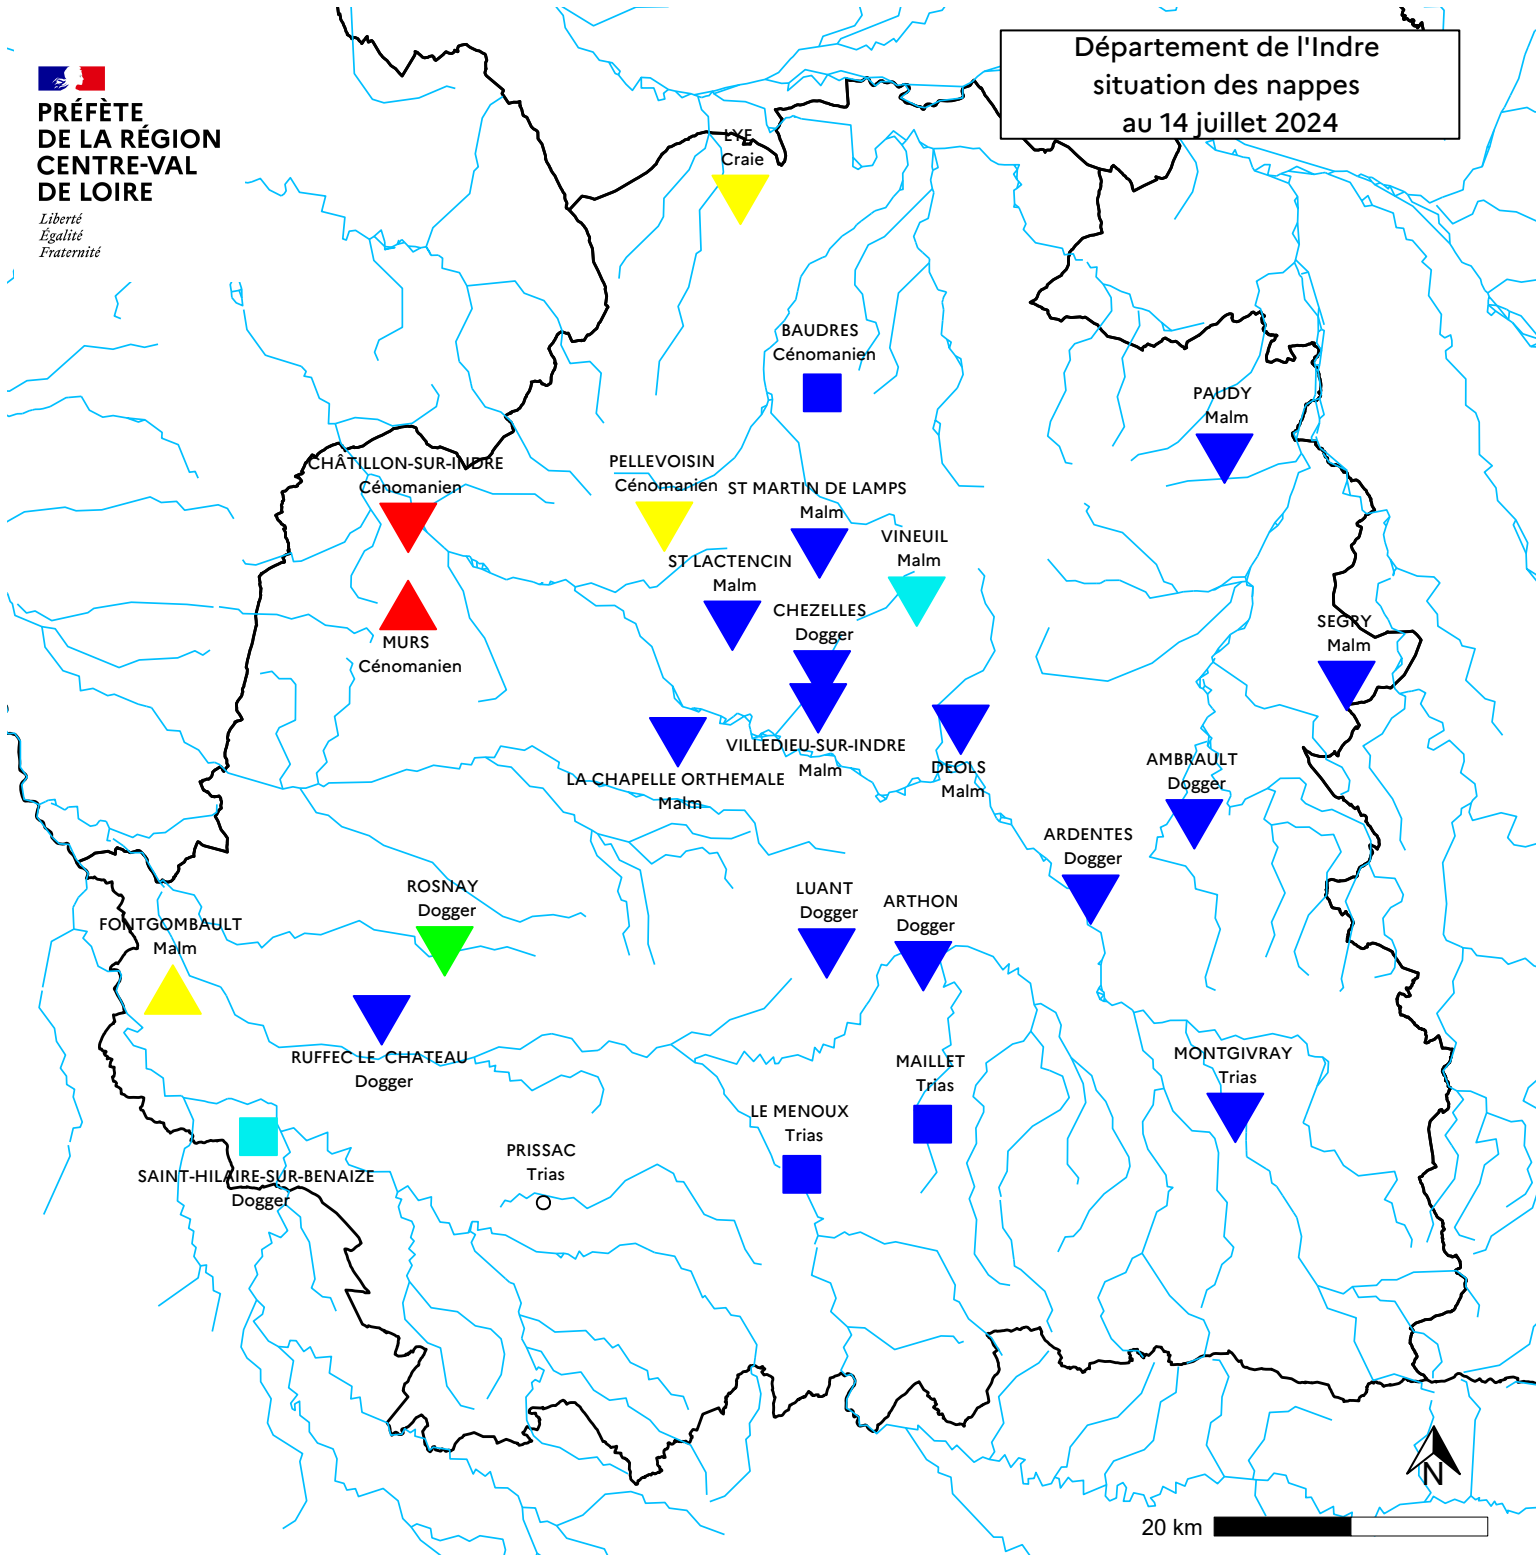 PRÉFÈTE
DE LA RÉGION
CENTRE-VAL
DE LOIRE
Liberté
Égalité
Fraternité
Département de l'Indre
situation des nappes
au 14 juillet 2024
LYE
Craie
BAUDRES
Cénomanien
PAUDY
Malm
CHÂTILLON-SUR-INDRE
Cénomanien
PELLEVOISIN
Cénomanien
ST MARTIN DE LAMPS
Malm
VINEUIL
Malm
ST LACTENCIN
Malm
CHEZELLES
Dogger
MURS
Cénomanien
SEGRY
Malm
VILLEDIEU-SUR-INDRE
Malm
LA CHAPELLE ORTHEMALE
Malm
DEOLS
Malm
AMBRAULT
Dogger
ARDENTES
Dogger
ROSNAY
Dogger
LUANT
Dogger
ARTHON
Dogger
FONTGOMBAULT
Malm
RUFFEC LE CHATEAU
Dogger
MAILLET
Trias
MONTGIVRAY
Trias
LE MENOUX
Trias
PRISSAC
Trias
SAINT-HILAIRE-SUR-BENAIZE
Dogger
N
20 km